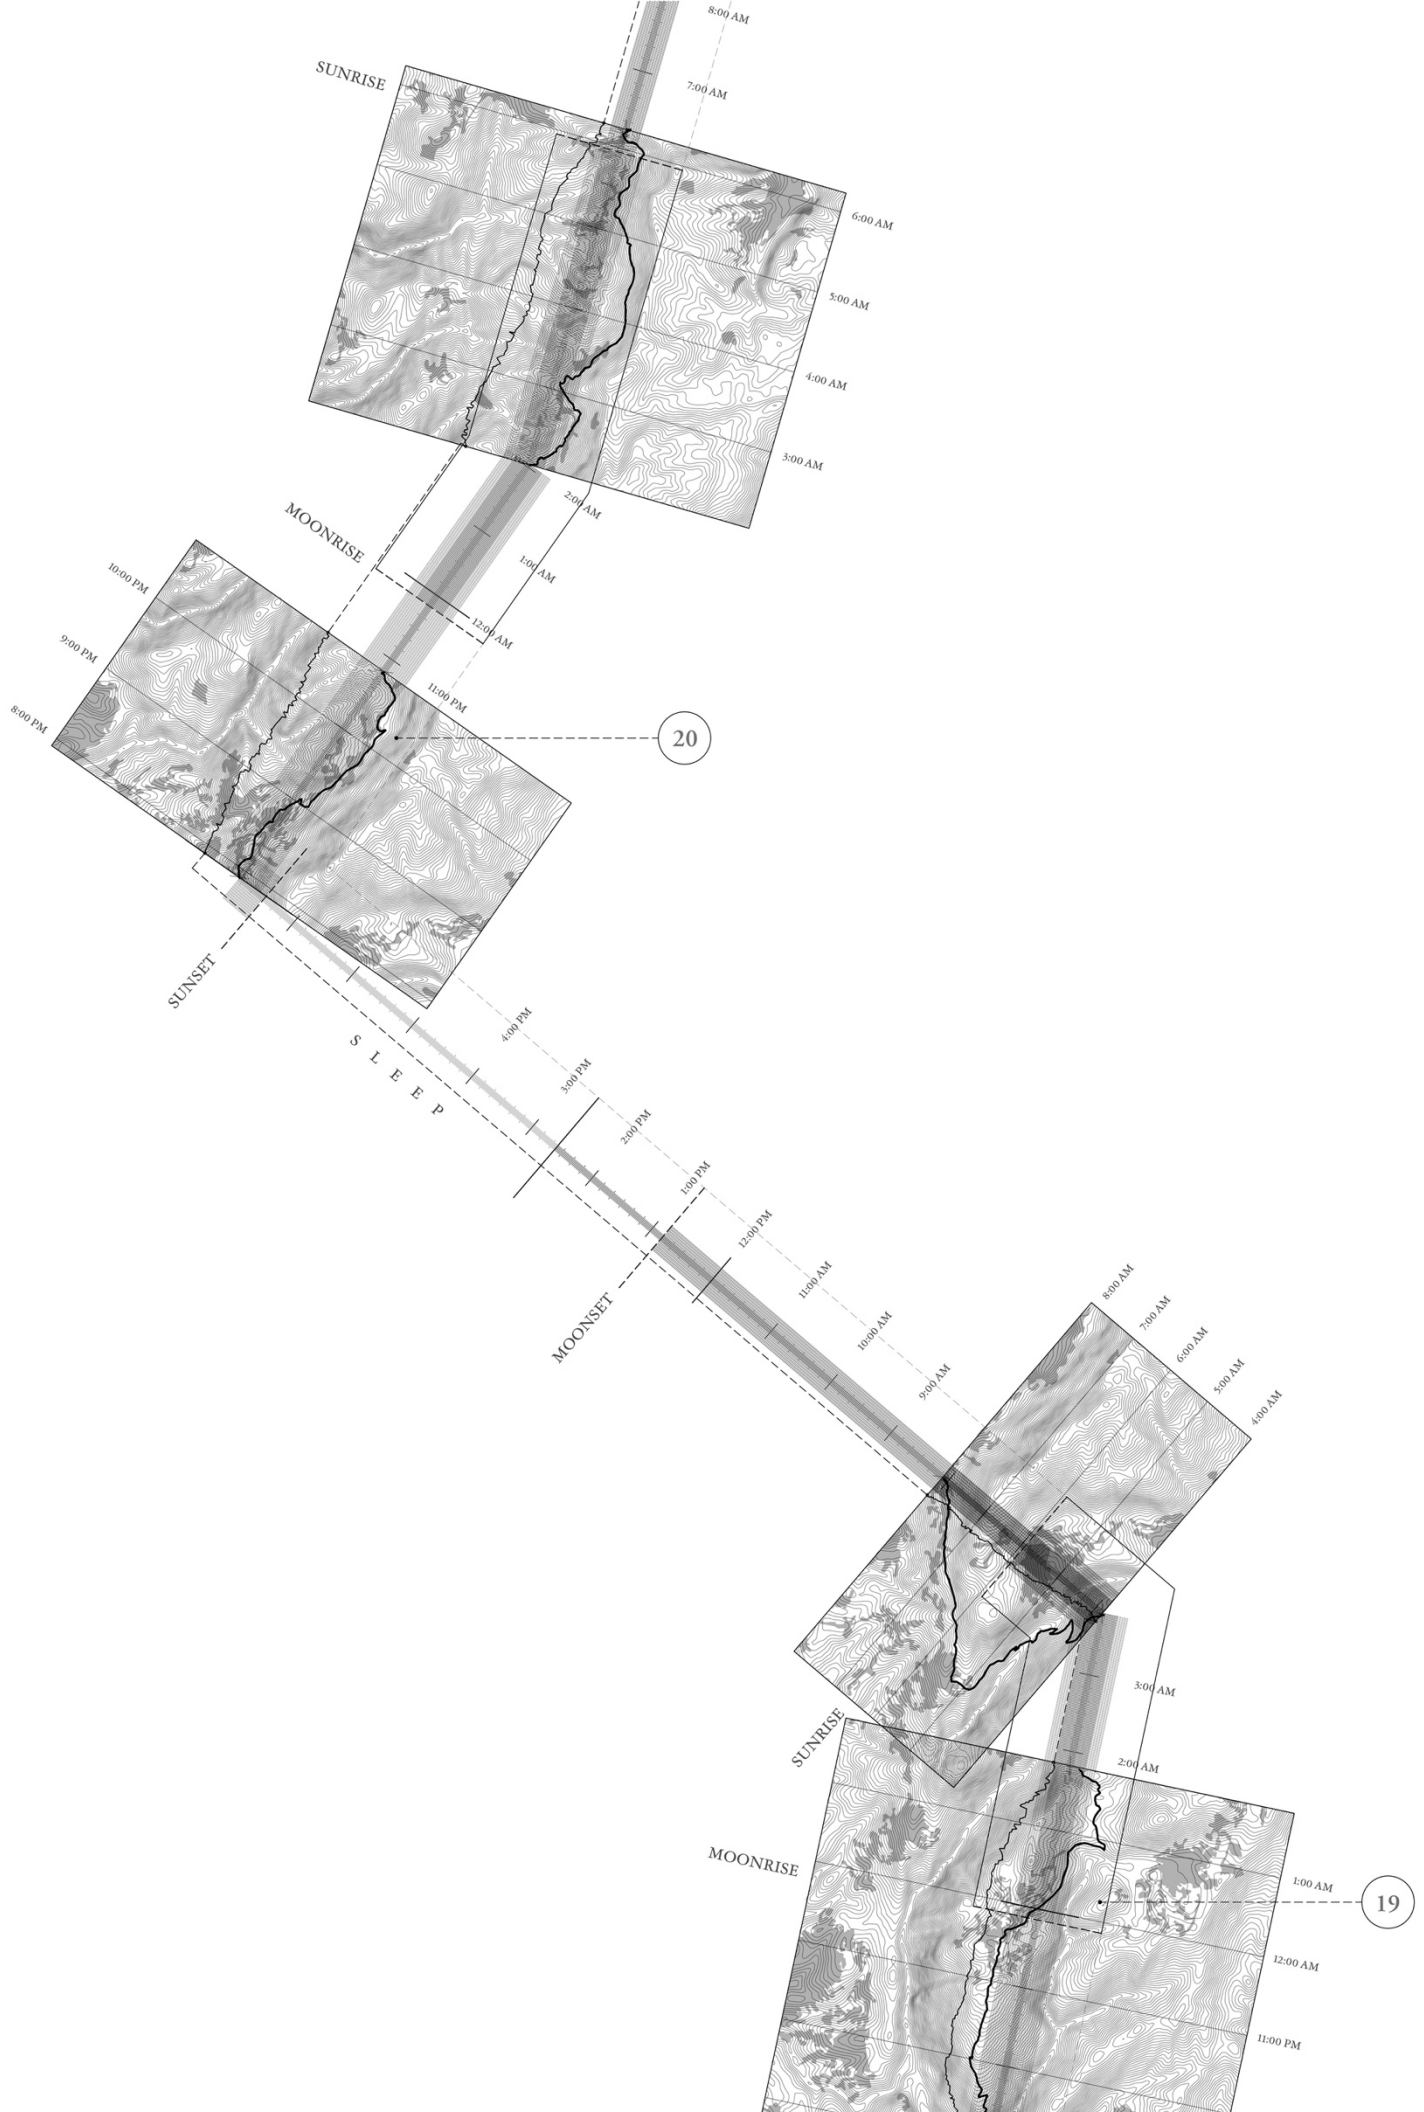 8:00 AM
SUNRISE
7:00 AM
6:00 AM
5:00 AM
4:00 AM
3:00 AM
2:00 AM
MOONRISE
1:00 AM
10:00 PM
12:00 AM
9:00 PM
11:00 PM
8:00 PM
20
SUNSET
4:00 PM
SLEEP
3:00 PM
2:00 PM
1:00 PM
12:00 PM
MOONSET
11:00 AM
10:00 AM
9:00 AM
8:00 AM
7:00 AM
6:00 AM
5:00 AM
4:00 AM
3:00 AM
SUNRISE
2:00 AM
MOONRISE
1:00 AM
19
12:00 AM
11:00 PM